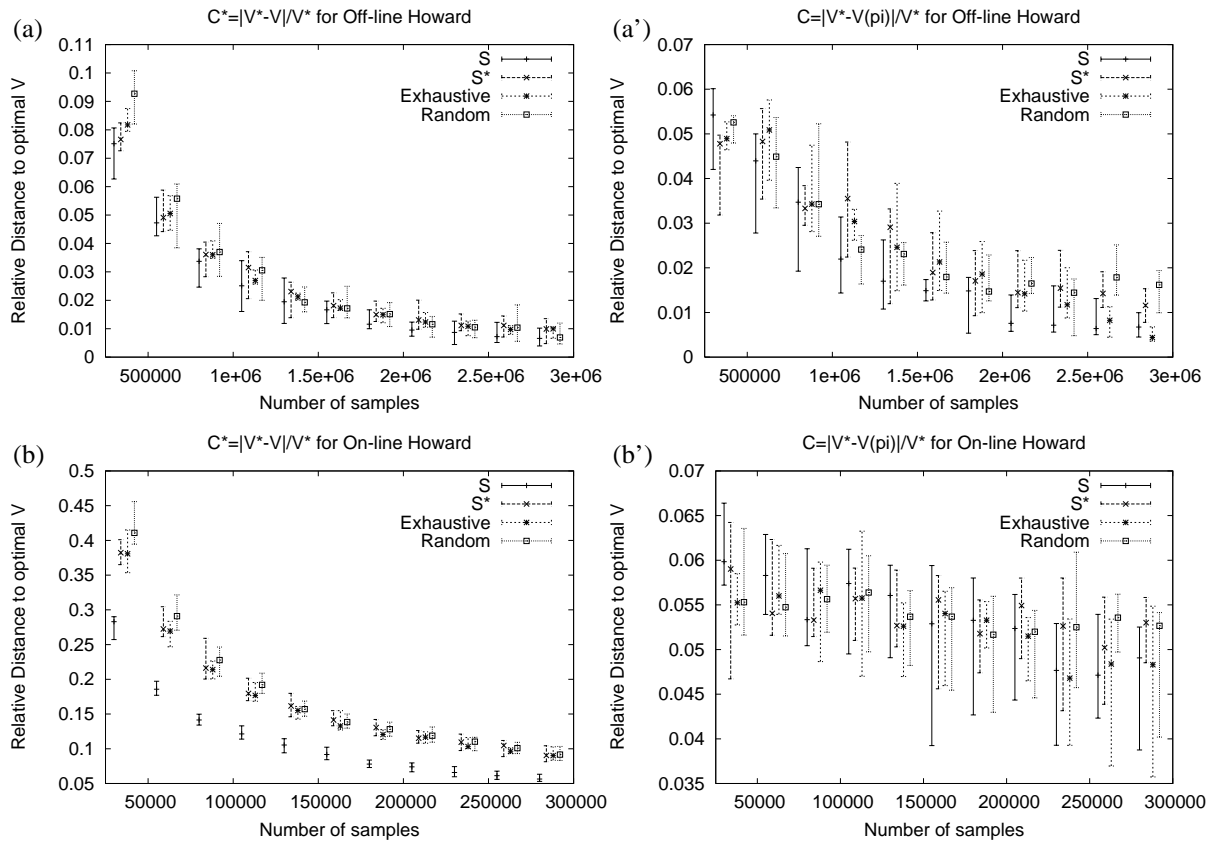 (a)
C*=|V*-V|/V* for Off-line Howard
Relative Distance to optimal V
0.11
0.1
0.09
0.08
0.07
0.06
0.05
0.04
0.03
0.02
0.01
0
S
S*
Exhaustive
Random
500000 1e+06 1.5e+06 2e+06 2.5e+06 3e+06
Number of samples
(a')
C=|V*-V(pi)|/V* for Off-line Howard
Relative Distance to optimal V
0.07
0.06
0.05
0.04
0.03
0.02
0.01
0
S
S*
Exhaustive
Random
500000 1e+06 1.5e+06 2e+06 2.5e+06 3e+06
Number of samples
(b)
C*=|V*-V|/V* for On-line Howard
Relative Distance to optimal V
0.5
0.45
0.4
0.35
0.3
0.25
0.2
0.15
0.1
0.05
S
S*
Exhaustive
Random
50000 100000 150000 200000 250000 300000
Number of samples
(b')
C=|V*-V(pi)|/V* for On-line Howard
Relative Distance to optimal V
0.07
0.065
0.06
0.055
0.05
0.045
0.04
0.035
S
S*
Exhaustive
Random
50000 100000 150000 200000 250000 300000
Number of samples